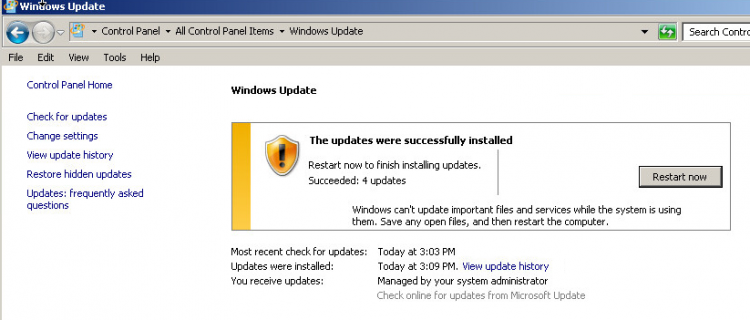 Windows Update
Control Panel ▸ All Control Panel Items ▸ Windows Update
Search Contro
File Edit View Tools Help
Control Panel Home
Check for updates
Change settings
View update history
Restore hidden updates
Updates: frequently asked
questions
Windows Update
The updates were successfully installed
Restart now to finish installing updates.
Succeeded: 4 updates
Restart now
Windows can't update important files and services while the system is using
them. Save any open files, and then restart the computer.
Most recent check for updates: Today at 3:03 PM
Updates were installed: Today at 3:09 PM. View update history
You receive updates: Managed by your system administrator
Check online for updates from Microsoft Update